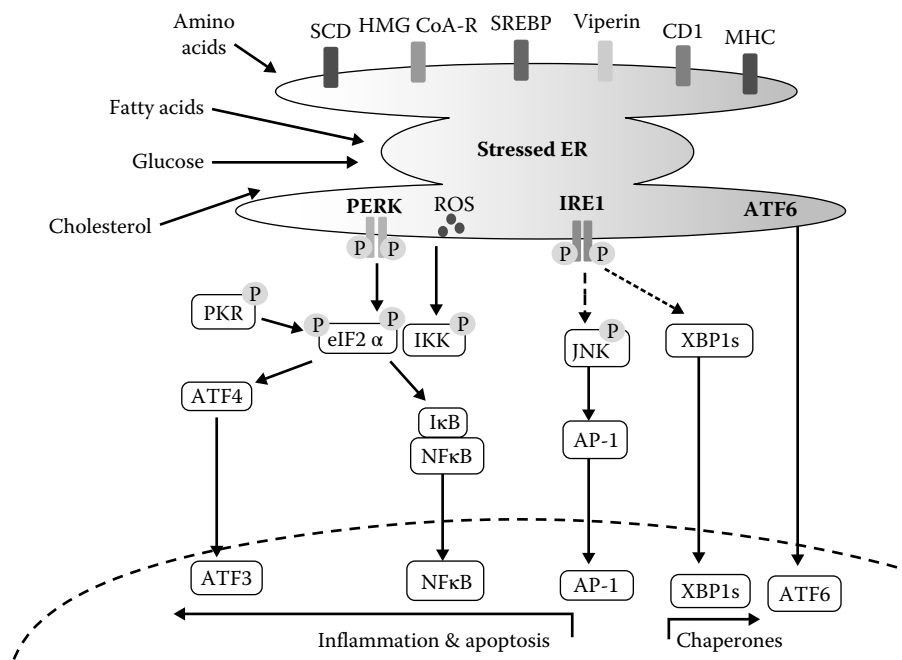 Amino
acids
SCD
HMG CoA-R
SREBP
Viperin
CD1
MHC
Fatty acids
Glucose
Cholesterol
Stressed ER
PERK
ROS
IRE1
ATF6
P P
P P
PKR
P
P
eIF2 α
P
IKK
P
JNK
P
XBP1s
ATF4
IκB
NFκB
AP-1
ATF3
NFκB
AP-1
XBP1s
ATF6
Inflammation & apoptosis
Chaperones